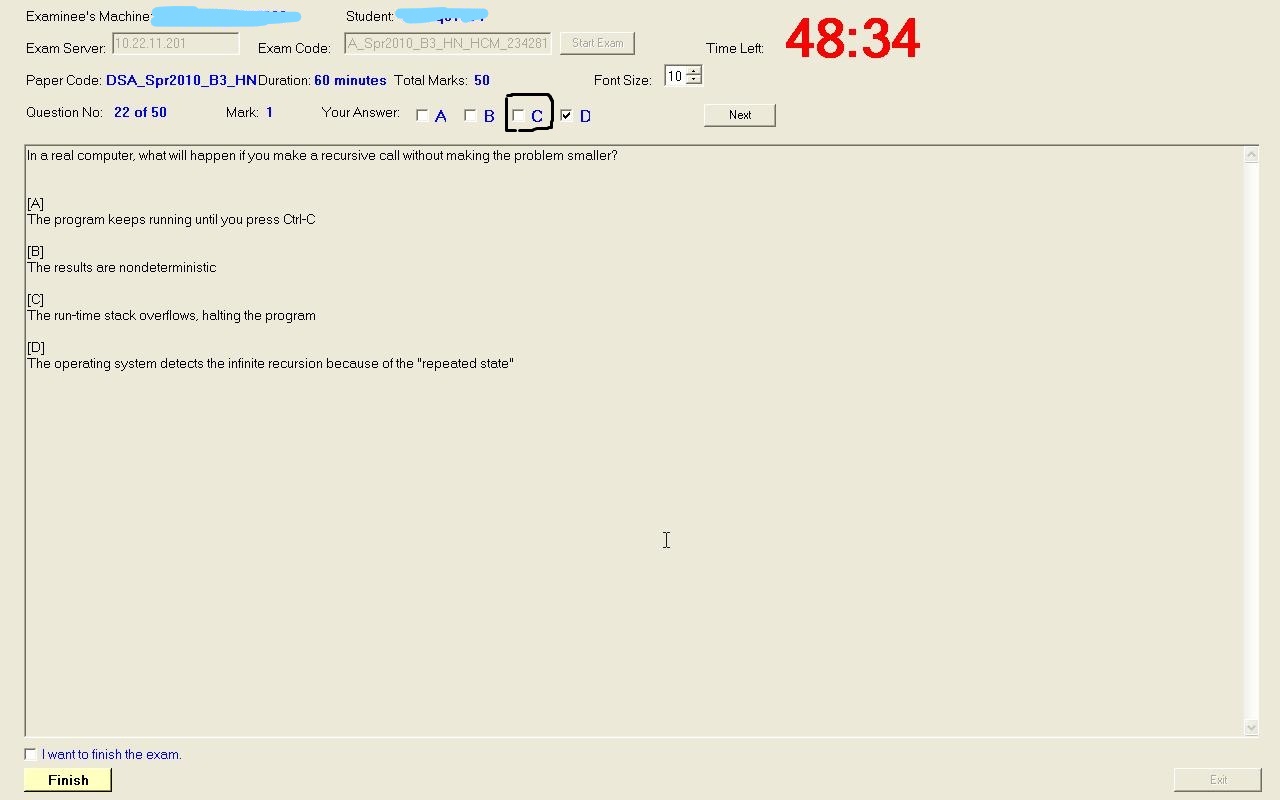 Examinee's Machine: Student:
Exam Server: 10.22.11.201 Exam Code: A_Spr2010_B3_HN_HCM_234281 Start Exam Time Left: 48:34
Paper Code: DSA_Spr2010_B3_HN Duration: 60 minutes Total Marks: 50 Font Size: 10
Question No: 22 of 50 Mark: 1 Your Answer: A B C D Next
In a real computer, what will happen if you make a recursive call without making the problem smaller?
[A]
The program keeps running until you press Ctrl-C
[B]
The results are nondeterministic
[C]
The run-time stack overflows, halting the program
[D]
The operating system detects the infinite recursion because of the "repeated state"
I want to finish the exam.
Finish Exit